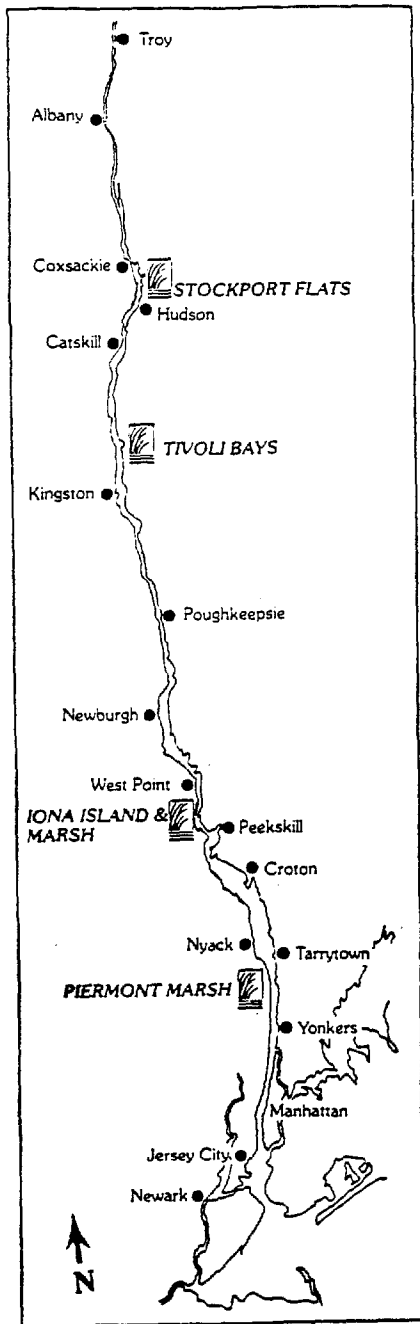 Troy
Albany
Coxsackie
STOCKPORT FLATS
Hudson
Catskill
TIVOLI BAYS
Kingston
Poughkeepsie
Newburgh
West Point
IONA ISLAND &
MARSH
Peekskill
Croton
Nyack
Tarrytown
PIERMONT MARSH
Yonkers
Manhattan
Jersey City
Newark
N